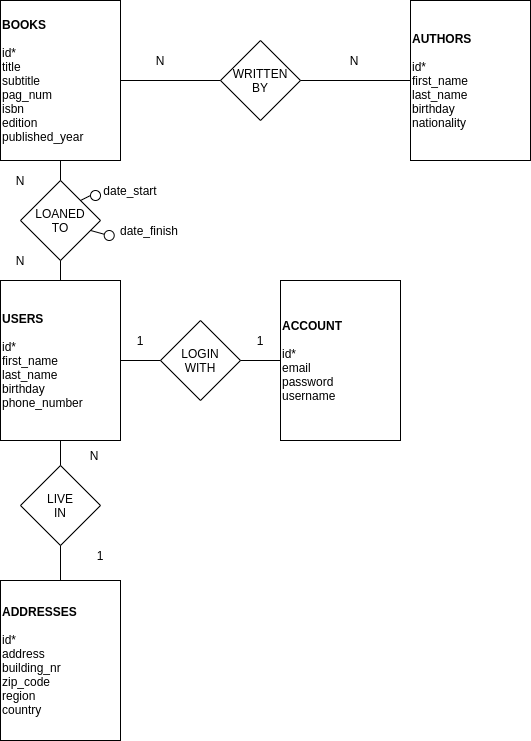 BOOKS
id*
title
subtitle
pag_num
isbn
edition
published_year
N
WRITTEN
BY
N
AUTHORS
id*
first_name
last_name
birthday
nationality
N
LOANED
TO
date_start
date_finish
N
USERS
id*
first_name
last_name
birthday
phone_number
1
LOGIN
WITH
1
ACCOUNT
id*
email
password
username
N
LIVE
IN
1
ADDRESSES
id*
address
building_nr
zip_code
region
country